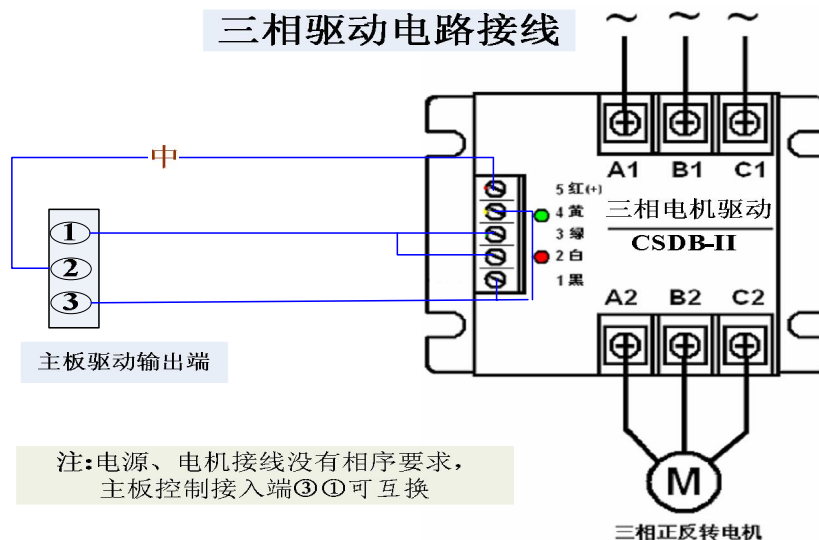 三相驱动电路接线
~ ~ ~
中
A1 B1 C1
5 红(+)
4 黄
3 绿
2 白
1 黑
三相电机驱动
CSDB-II
①
②
③
A2 B2 C2
主板驱动输出端
注:电源、电机接线没有相序要求，
主板控制接入端③①可互换
M
三相正反转电机